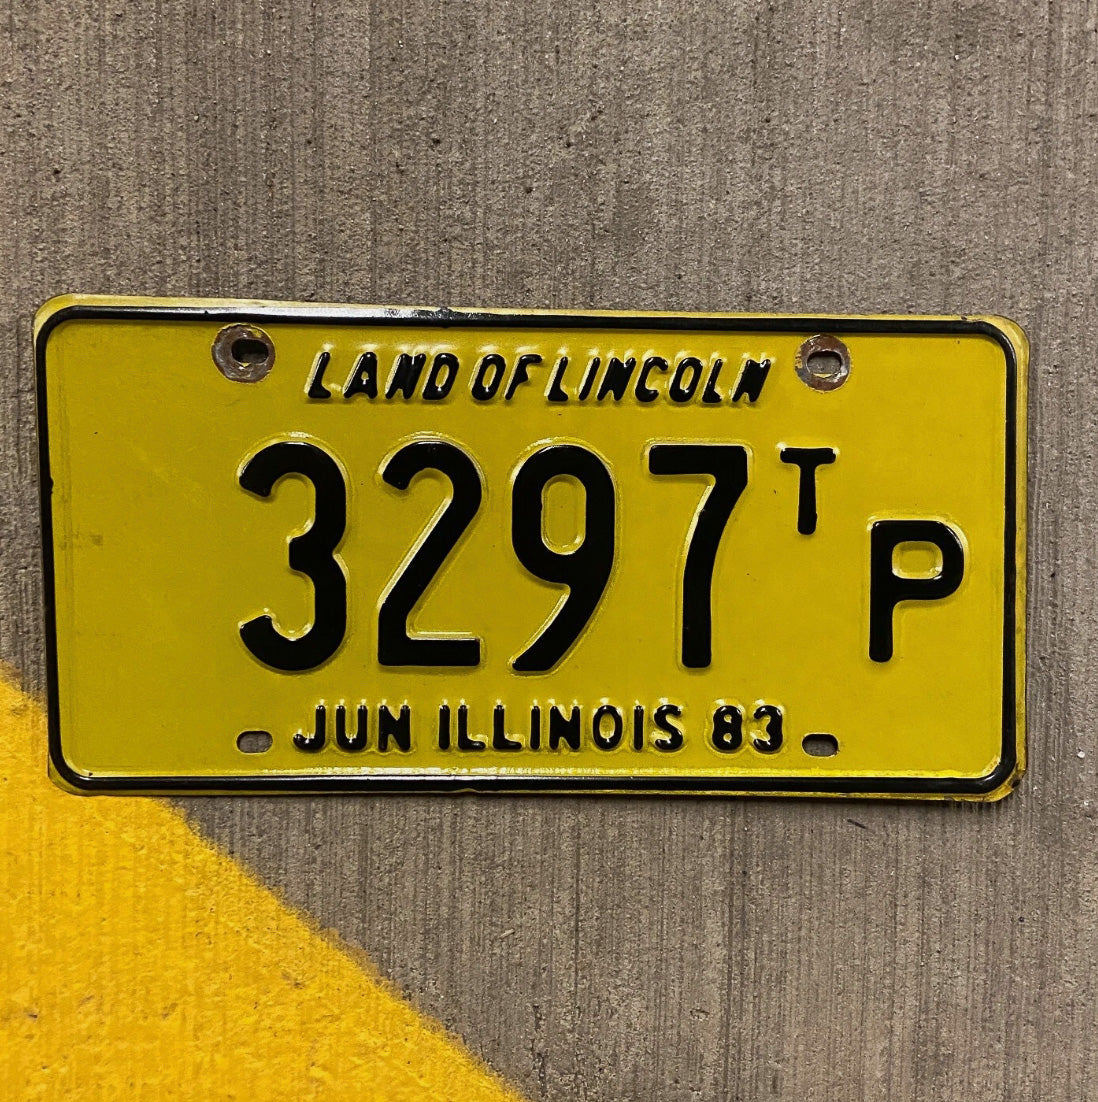 LAND OF LINCOLN
3297 T P
JUN ILLINOIS 83